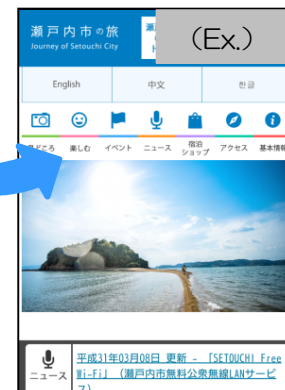 瀬戸内市の旅
Journey of Setouchi City
(Ex.)
English 中文 한글
楽しむ イベント ニュース 宿泊 ショップ アクセス 基本情報
ニュース
平成31年03月08日 更新 - 「SETOUCHI Free
Wi-Fi」（瀬戸内市無料公衆無線LANサービ
ス）